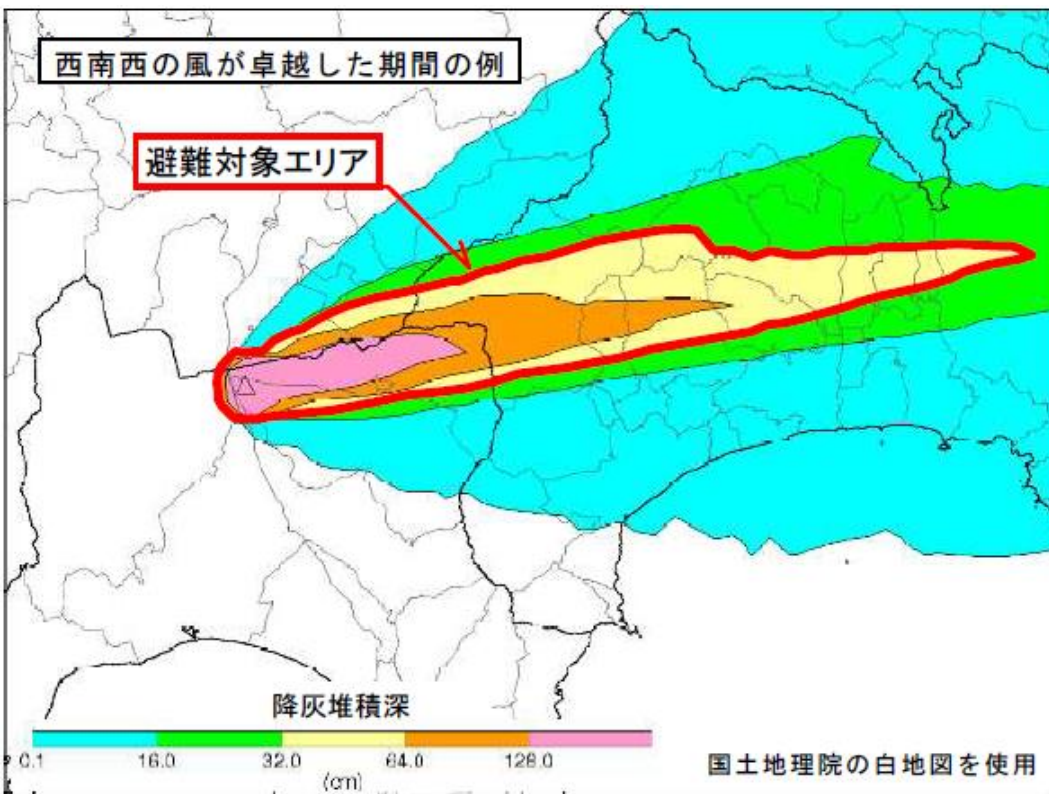 西南西の風が卓越した期間の例
避難対象エリア
降灰堆積深
0.1 16.0 32.0 64.0 128.0
(cm)
国土地理院の白地図を使用